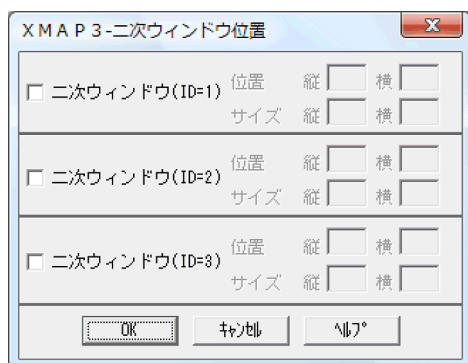 ＸＭＡＰ３-二次ウィンドウ位置
二次ウィンドウ(ID=1) 位置 縦 横
サイズ 縦 横
二次ウィンドウ(ID=2) 位置 縦 横
サイズ 縦 横
二次ウィンドウ(ID=3) 位置 縦 横
サイズ 縦 横
OK ｷｬﾝｾﾙ ﾍﾙﾌﾟ